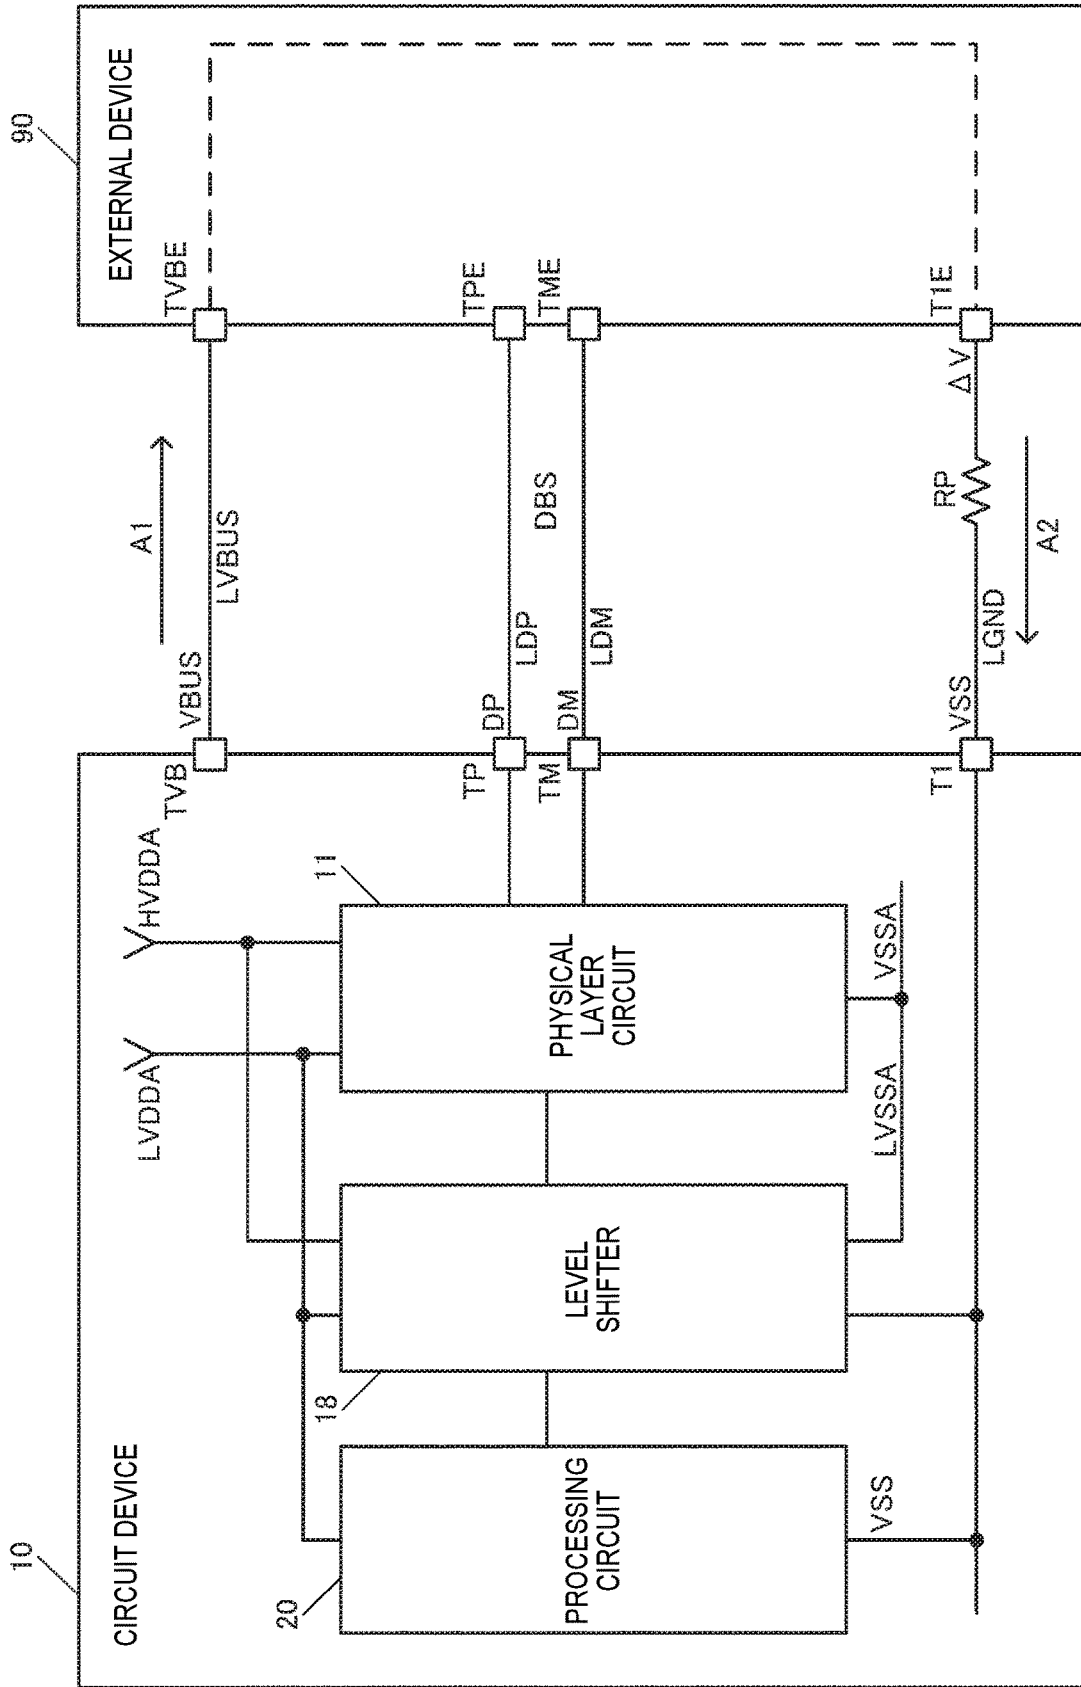 10
CIRCUIT DEVICE
90
EXTERNAL DEVICE
LVDDA
HVDDA
TVB
VBUS
A1
LVBUS
TVBE
20
PROCESSING
CIRCUIT
18
LEVEL
SHIFTER
11
PHYSICAL
LAYER
CIRCUIT
TP
DP
LDP
TPE
DBS
TM
DM
LDM
TME
VSS
LVSSA
VSSA
T1
VSS
LGND
RP
ΔV
T1E
A2